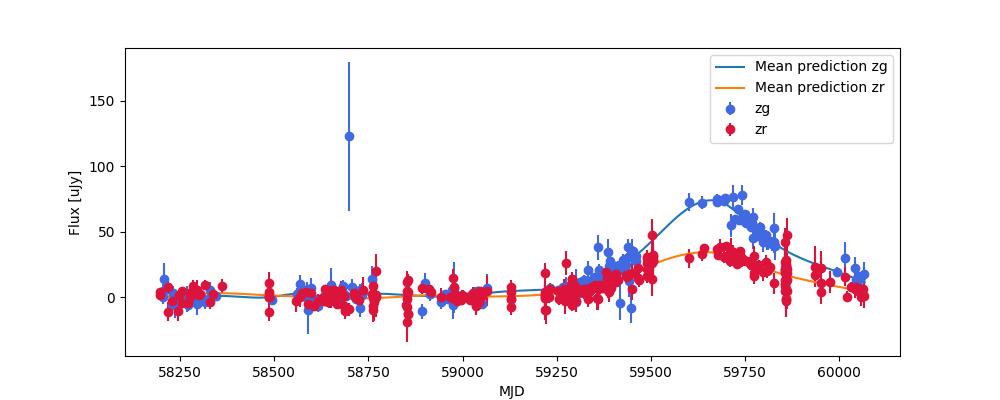 Mean prediction zg
Mean prediction zr
zg
zr
150
100
50
0
Flux [uJy]
58250
58500
58750
59000
59250
59500
59750
60000
MJD